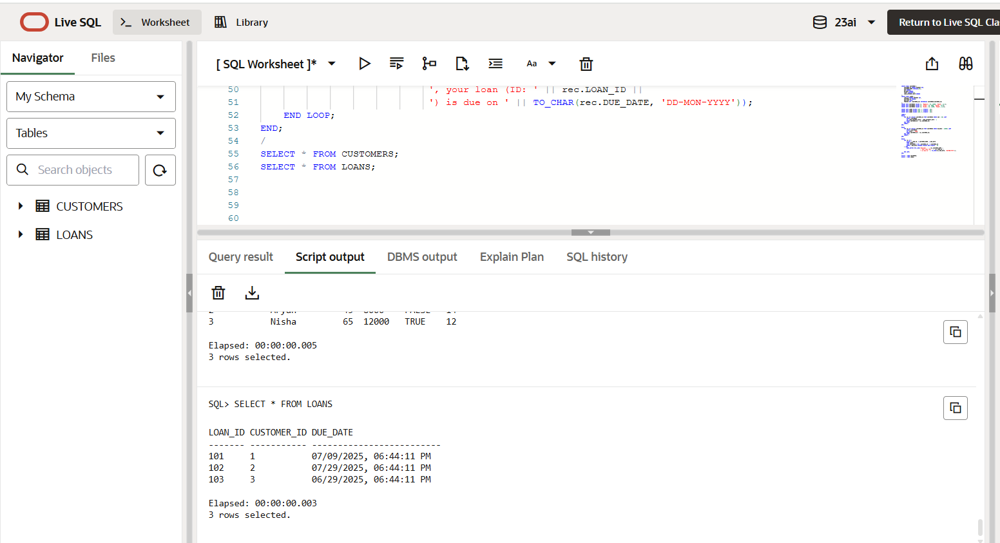 Live SQL
Worksheet
Library
23ai
Return to Live SQL Cla
Navigator
Files
[ SQL Worksheet ]*
Aa
My Schema
Tables
Search objects
CUSTOMERS
LOANS
50 ', your loan (ID: ' || rec.LOAN_ID ||
51 ') is due on ' || TO_CHAR(rec.DUE_DATE, 'DD-MON-YYYY'));
52 END LOOP;
53 END;
54 /
55 SELECT * FROM CUSTOMERS;
56 SELECT * FROM LOANS;
57
58
59
60
Query result
Script output
DBMS output
Explain Plan
SQL history
3 Nisha 65 12000 TRUE 12
Elapsed: 00:00:00.005
3 rows selected.
SQL> SELECT * FROM LOANS
LOAN_ID CUSTOMER_ID DUE_DATE
------- ----------- -------------------------
101 1 07/09/2025, 06:44:11 PM
102 2 07/29/2025, 06:44:11 PM
103 3 06/29/2025, 06:44:11 PM
Elapsed: 00:00:00.003
3 rows selected.